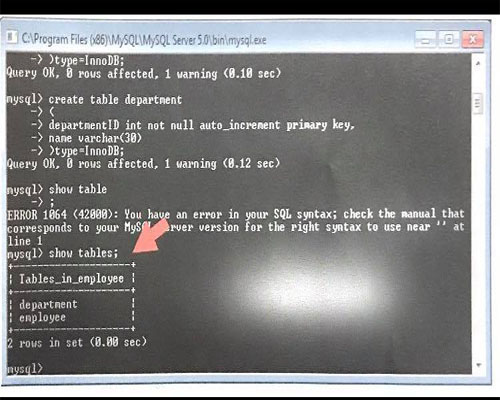 C:\Program Files (x86)\MySQL\MySQL Server 5.0\bin\mysql.exe
-> )type=InnoDB;
Query OK, 0 rows affected, 1 warning (0.10 sec)
mysql> create table department
-> (
-> departmentID int not null auto_increment primary key,
-> name varchar(30)
-> )type=InnoDB;
Query OK, 0 rows affected, 1 warning (0.12 sec)
mysql> show table
-> ;
ERROR 1064 (42000): You have an error in your SQL syntax; check the manual that
corresponds to your MySQL server version for the right syntax to use near '' at
line 1
mysql> show tables;
+--------------------+
| Tables_in_employee |
+--------------------+
| department |
| employee |
+--------------------+
2 rows in set (0.00 sec)
mysql>